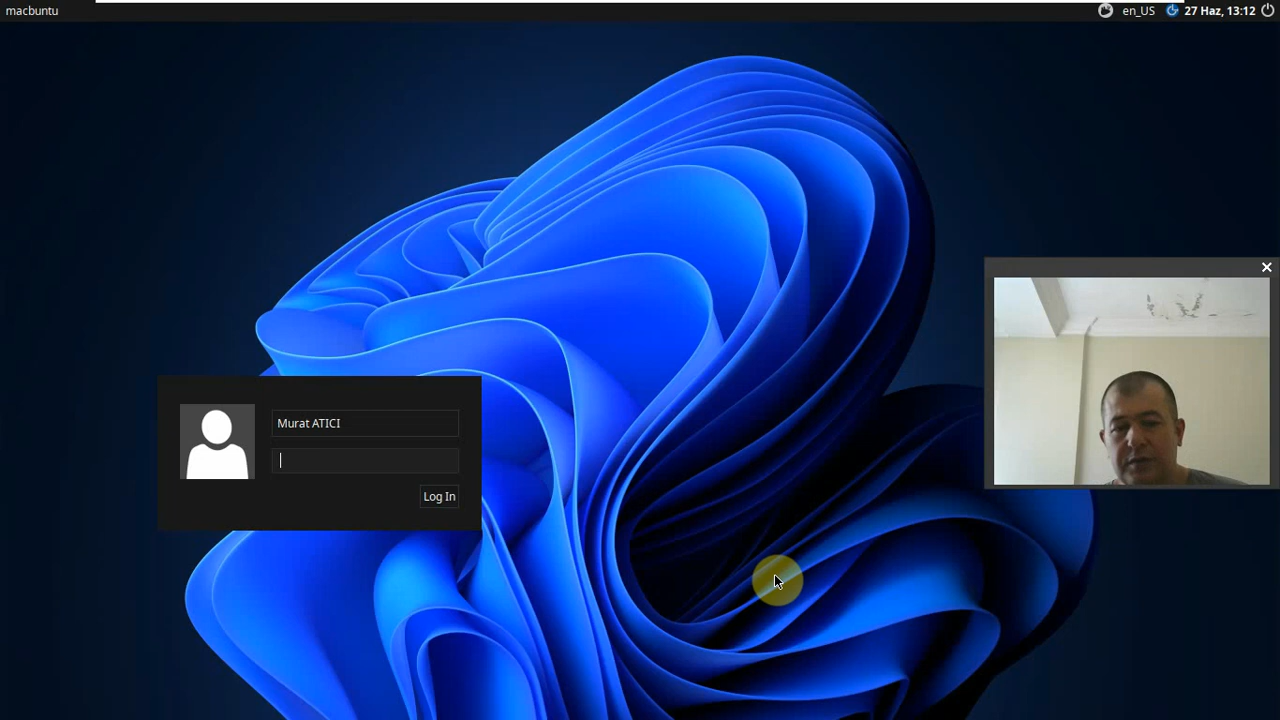 macbuntu
en_US
27 Haz, 13:12
Murat ATICI
Log In